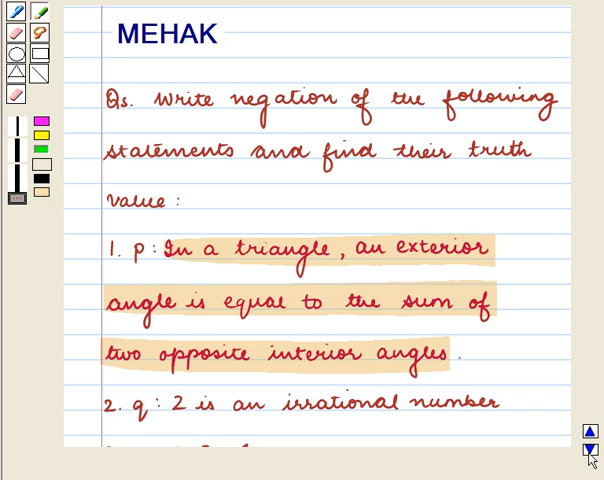 MEHAK
Qs. Write negation of the following
statements and find their truth
value :
1. p : In a triangle, an exterior
angle is equal to the sum of
two opposite interior angles.
2. q : 2 is an irrational number